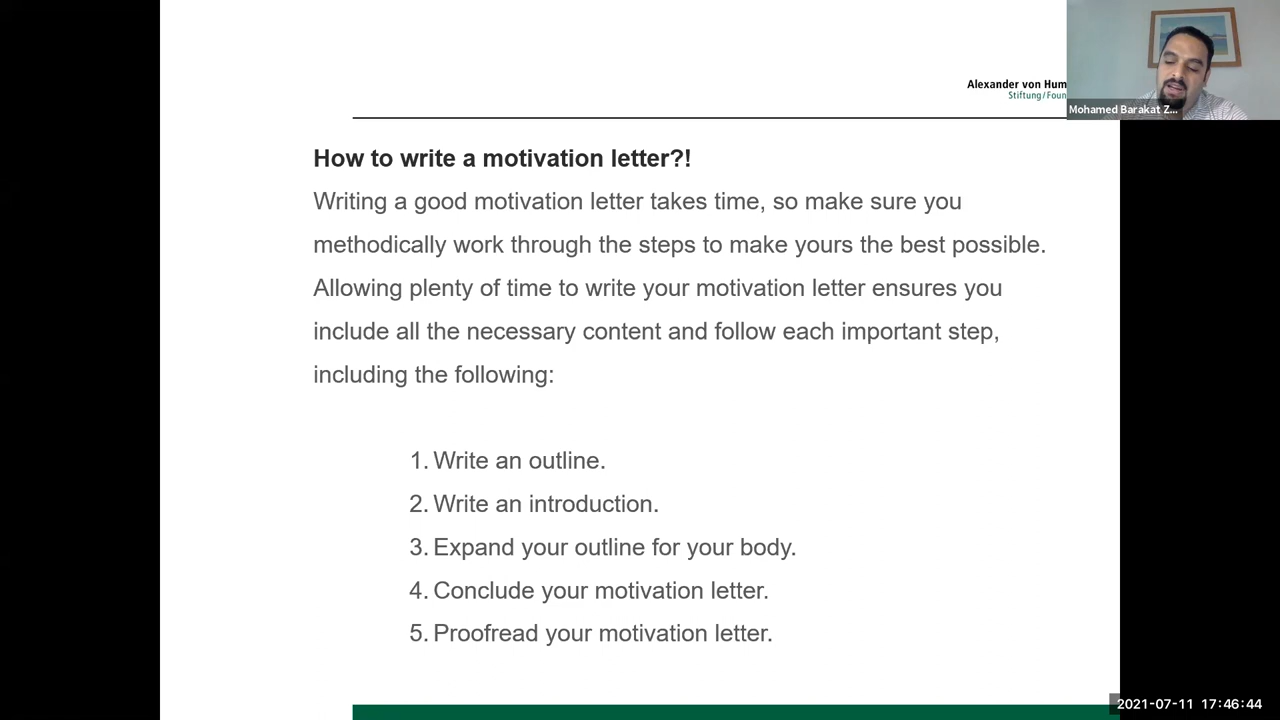 Alexander von Hum
Stiftung/Foun
Mohamed Barakat Z...
How to write a motivation letter?!
Writing a good motivation letter takes time, so make sure you
methodically work through the steps to make yours the best possible.
Allowing plenty of time to write your motivation letter ensures you
include all the necessary content and follow each important step,
including the following:
1. Write an outline.
2. Write an introduction.
3. Expand your outline for your body.
4. Conclude your motivation letter.
5. Proofread your motivation letter.
2021-07-11 17:46:44